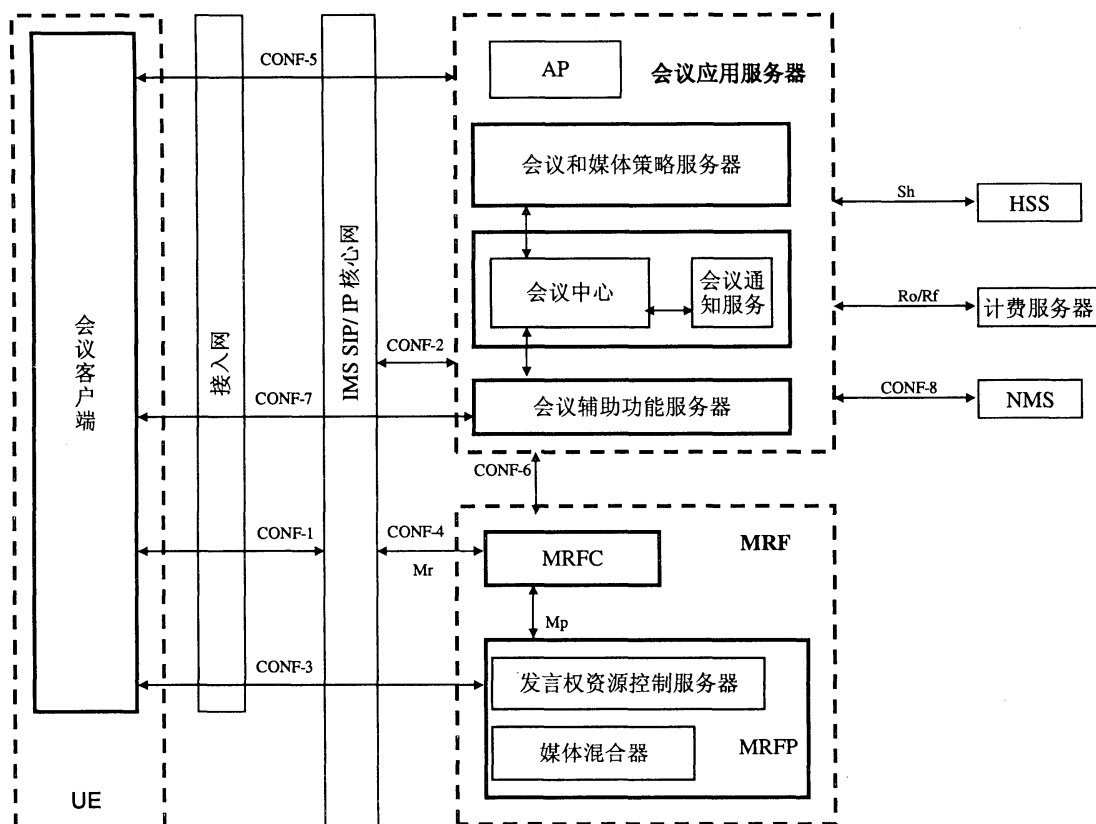 CONF-5
AP
会议应用服务器
会议和媒体策略服务器
Sh
HSS
会议客户端
接入网
IMS SIP/ IP 核心网
会议中心
会议通
知服务
Ro/Rf
计费服务器
CONF-2
CONF-7
会议辅助功能服务器
CONF-8
NMS
CONF-6
CONF-1
CONF-4
Mr
MRFC
MRF
Mp
CONF-3
发言权资源控制服务器
媒体混合器
MRFP
UE